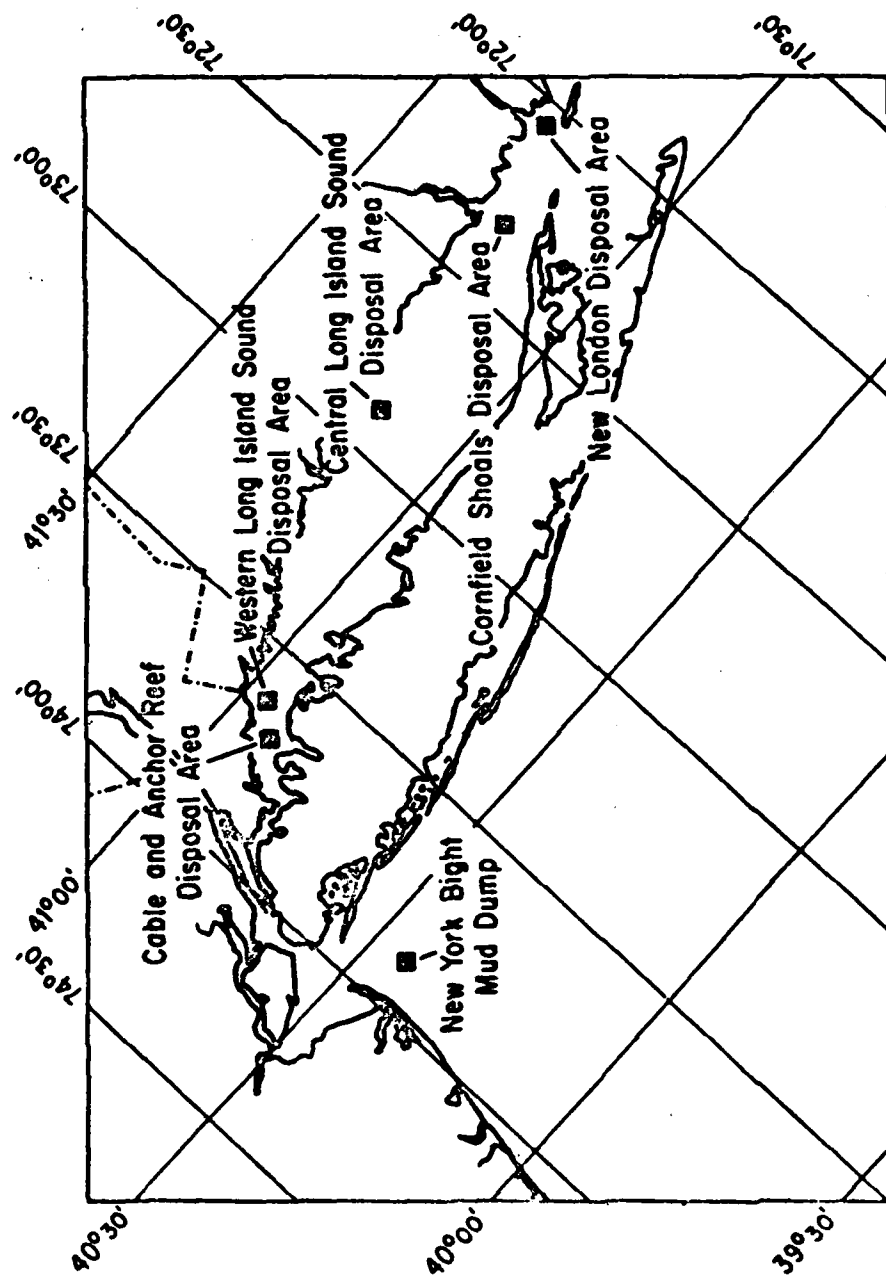 74°30'
41°00'
74°00'
41°30'
73°30'
73°00'
72°30'
72°00'
71°30'
40°30'
40°00'
39°30'
Cable and Anchor Reef
Disposal Area
Western Long Island Sound
Disposal Area
Central Long Island Sound
Disposal Area
Cornfield Shoals Disposal Area
New London Disposal Area
New York Bight
Mud Dump